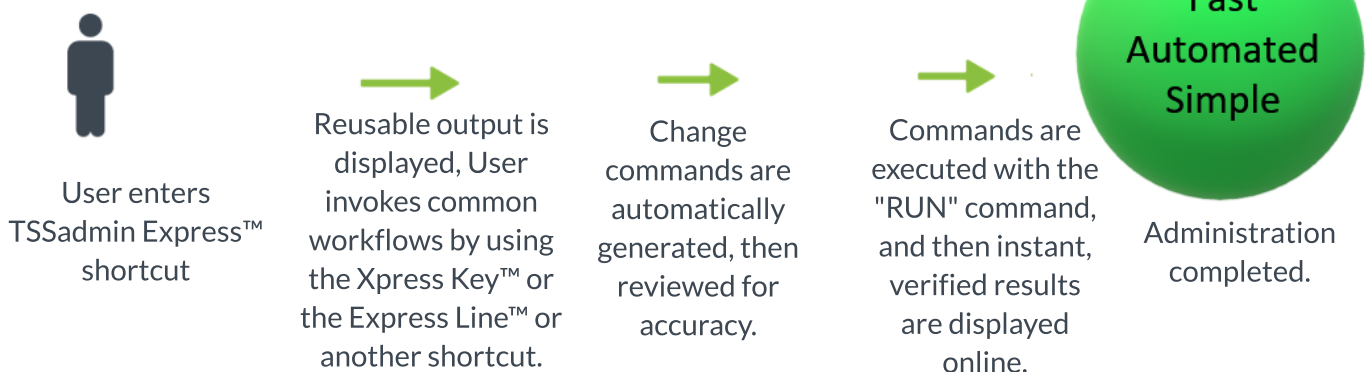 User enters
TSSadmin Express™
shortcut
Reusable output is
displayed, User
invokes common
workflows by using
the Xpress Key™ or
the Express Line™ or
another shortcut.
Change
commands are
automatically
generated, then
reviewed for
accuracy.
Commands are
executed with the
"RUN" command,
and then instant,
verified results
are displayed
online.
Fast
Automated
Simple
Administration
completed.